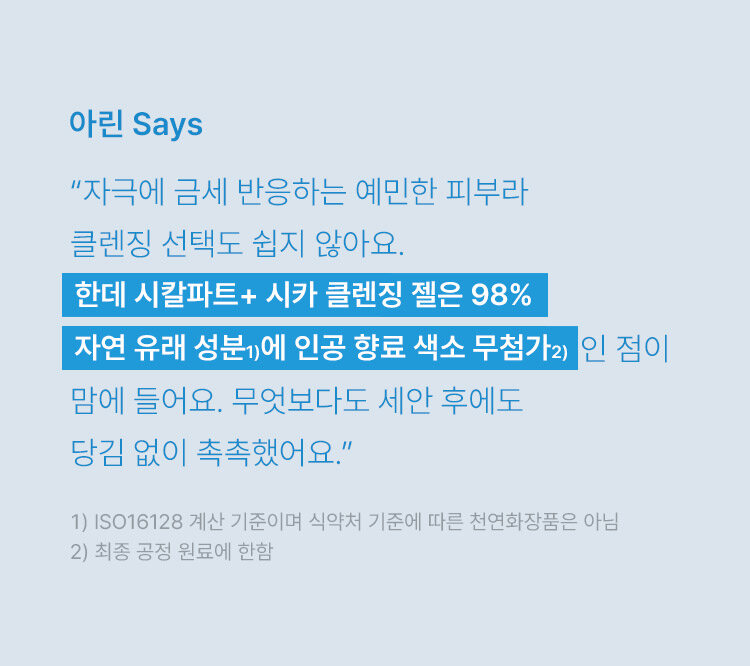 아린 Says
“자극에 금세 반응하는 예민한 피부라
클렌징 선택도 쉽지 않아요.
한데 시칼파트+ 시카 클렌징 젤은 98%
자연 유래 성분1)에 인공 향료 색소 무첨가2)인 점이
맘에 들어요. 무엇보다도 세안 후에도
당김 없이 촉촉했어요.”
1) ISO16128 계산 기준이며 식약처 기준에 따른 천연화장품은 아님
2) 최종 공정 원료에 한함